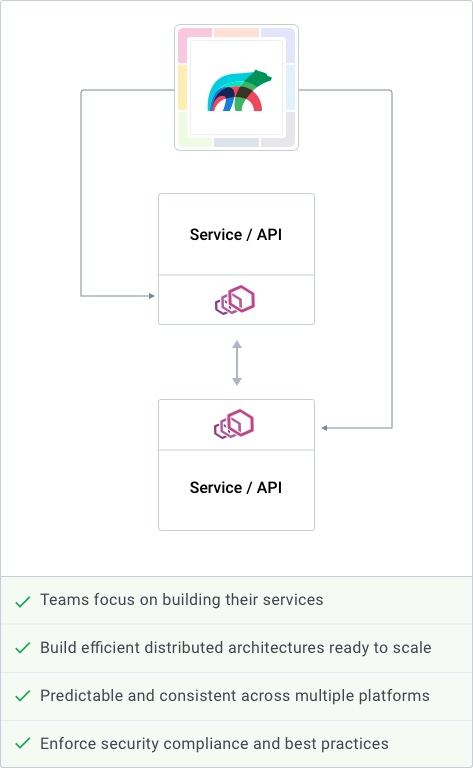 Service / API
Service / API
Teams focus on building their services
Build efficient distributed architectures ready to scale
Predictable and consistent across multiple platforms
Enforce security compliance and best practices